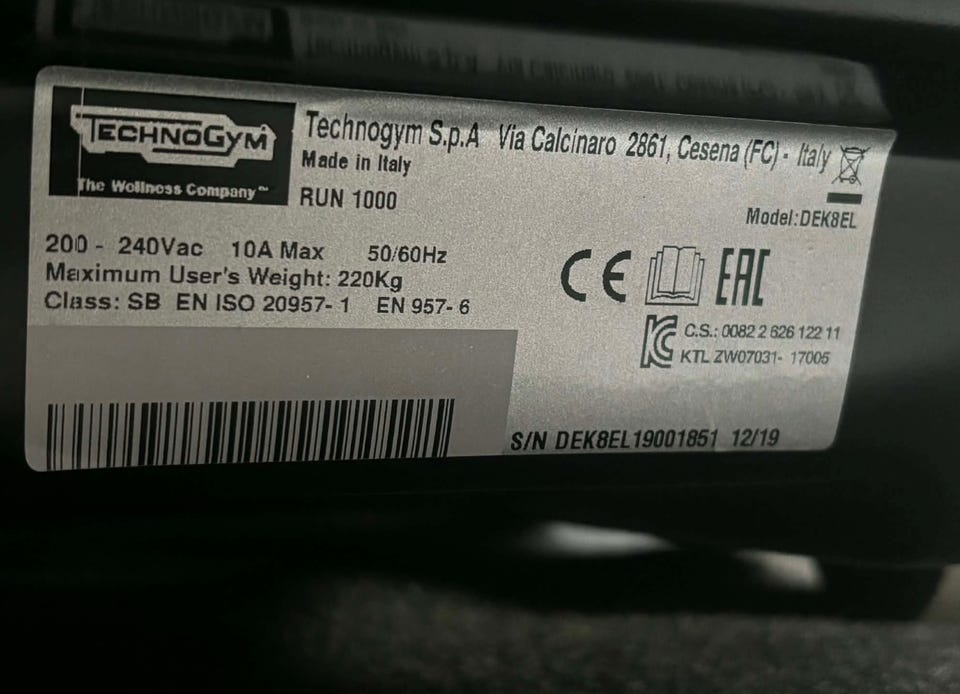 TECHNOGYM
The Wellness Company™
Technogym S.p.A Via Calcinaro 2861, Cesena (FC) - Italy
Made in Italy
RUN 1000
Model:DEK8EL
200 - 240Vac 10A Max 50/60Hz
Maximum User's Weight: 220Kg
Class: SB EN ISO 20957- 1 EN 957- 6
CE EAC
C.S.: 0082 2 626 122 11
KTL ZW07031- 17005
S/N DEK8EL19001851 12/19